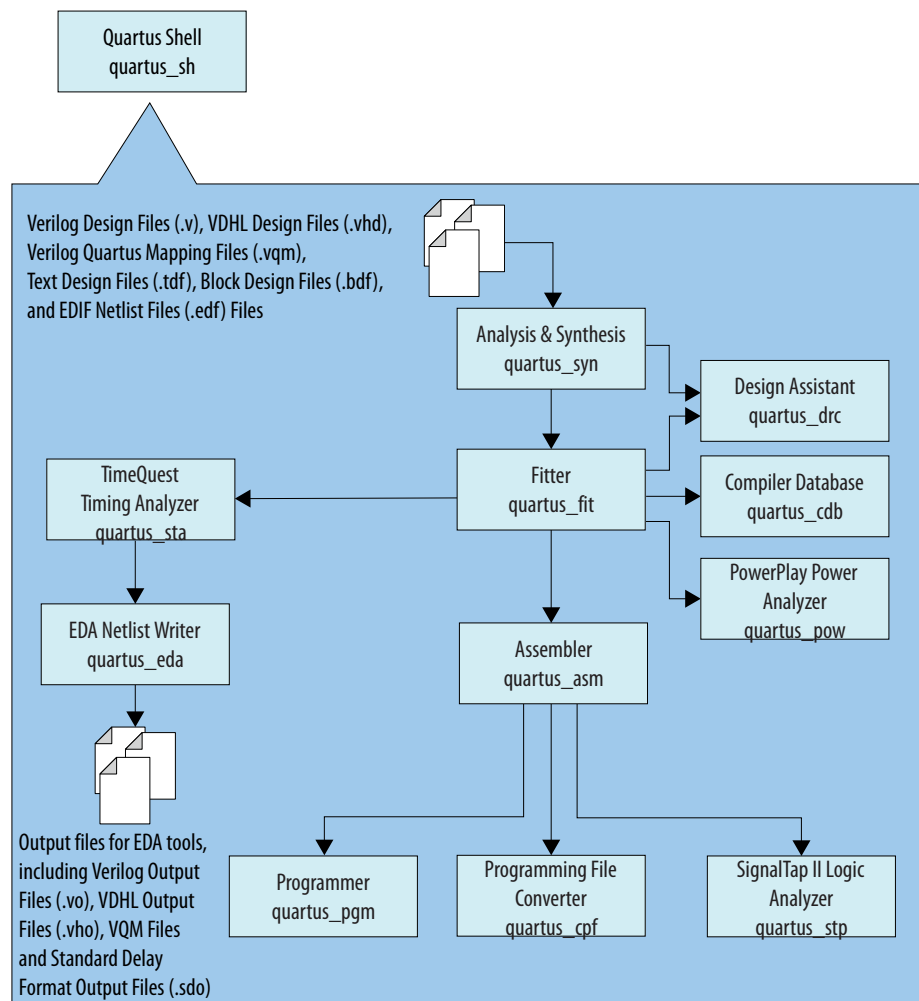 Quartus Shell
quartus_sh
Verilog Design Files (.v), VDHL Design Files (.vhd),
Verilog Quartus Mapping Files (.vqm),
Text Design Files (.tdf), Block Design Files (.bdf),
and EDIF Netlist Files (.edf) Files
Analysis & Synthesis
quartus_syn
Design Assistant
quartus_drc
TimeQuest
Timing Analyzer
quartus_sta
Fitter
quartus_fit
Compiler Database
quartus_cdb
PowerPlay Power
Analyzer
quartus_pow
EDA Netlist Writer
quartus_eda
Assembler
quartus_asm
Output files for EDA tools,
including Verilog Output
Files (.vo), VDHL Output
Files (.vho), VQM Files
and Standard Delay
Format Output Files (.sdo)
Programmer
quartus_pgm
Programming File
Converter
quartus_cpf
SignalTap II Logic
Analyzer
quartus_stp